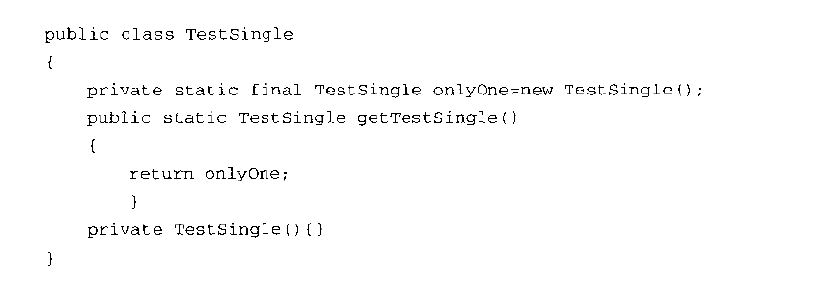 public class TestSingle
{
private static final TestSingle onlyOne=new TestSingle();
public static TestSingle getTestSingle()
{
return onlyOne;
}
private TestSingle(){}
}